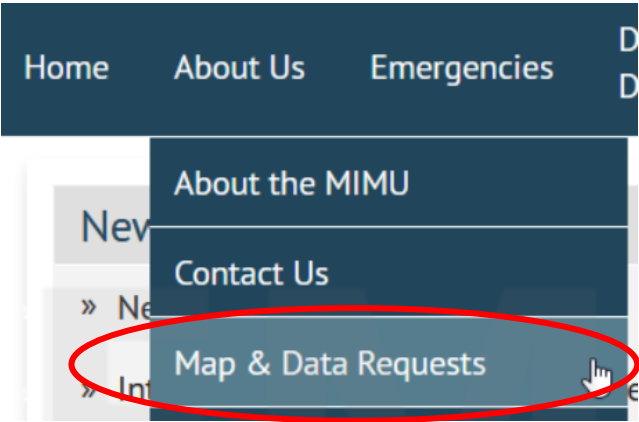 Home About Us Emergencies
About the MIMU
Contact Us
Map & Data Requests